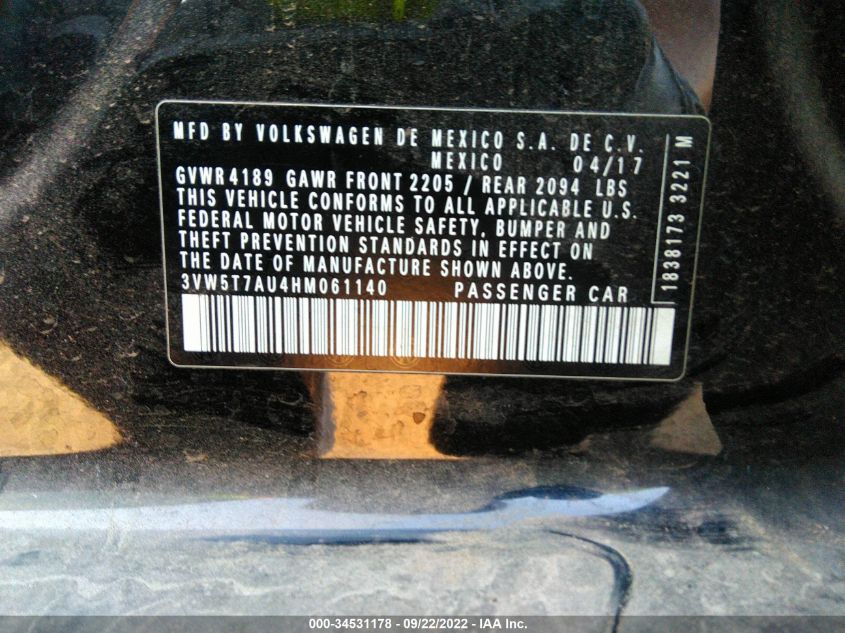 MFD BY VOLKSWAGEN DE MEXICO S.A. DE C.V.
MEXICO 04/17
GVWR 4189 GAWR FRONT 2205 / REAR 2094 LBS
THIS VEHICLE CONFORMS TO ALL APPLICABLE U.S.
FEDERAL MOTOR VEHICLE SAFETY, BUMPER AND
THEFT PREVENTION STANDARDS IN EFFECT ON
THE DATE OF MANUFACTURE SHOWN ABOVE.
3VW5T7AU4HM061140 PASSENGER CAR
1838173 3221 M
000-34531178 - 09/22/2022 - IAA Inc.